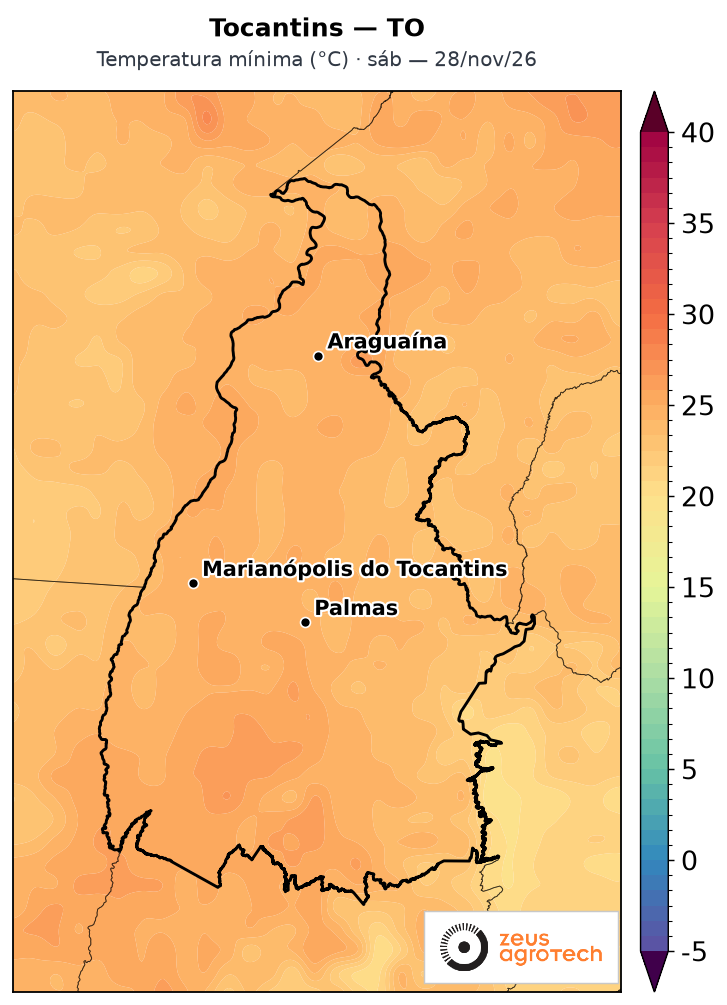 Tocantins — TO
Temperatura mínima (°C) · sáb — 28/nov/26
Araguaína
Marianópolis do Tocantins
Palmas
40
35
30
25
20
15
10
5
0
-5
zeus
agrotech